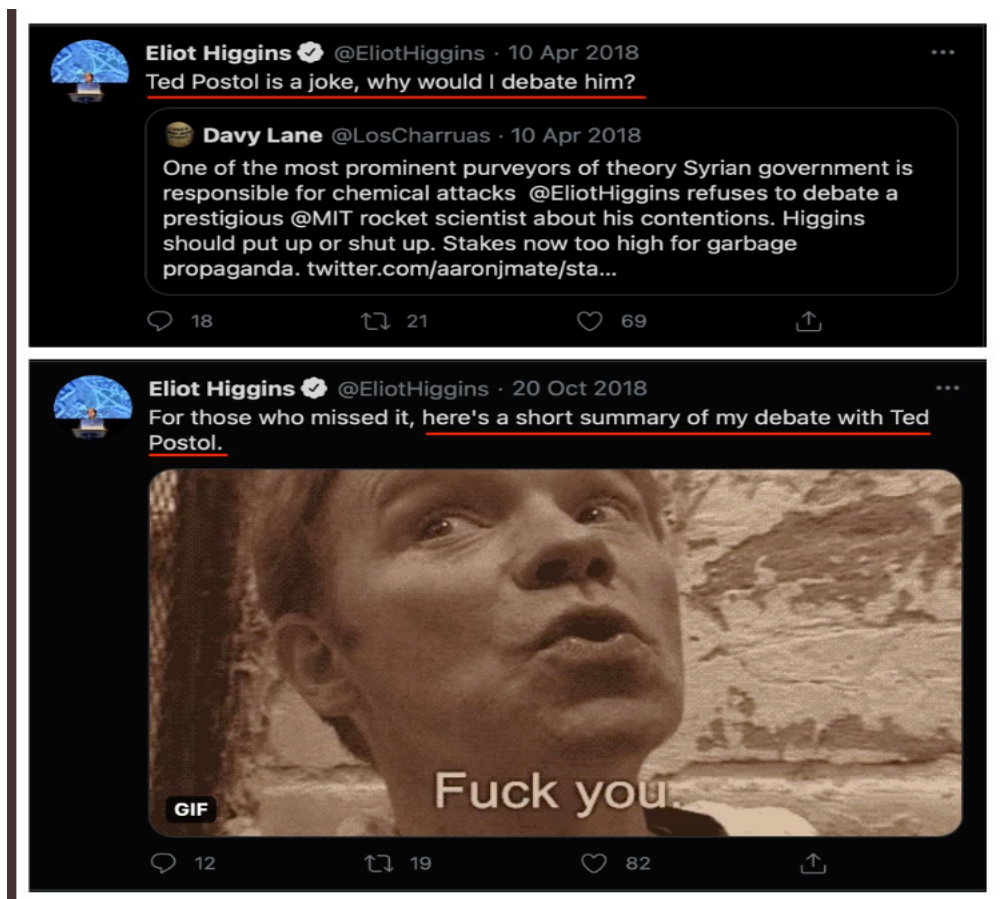 Eliot Higgins @EliotHiggins · 10 Apr 2018
Ted Postol is a joke, why would I debate him?
Davy Lane @LosCharruas · 10 Apr 2018
One of the most prominent purveyors of theory Syrian government is
responsible for chemical attacks @EliotHiggins refuses to debate a
prestigious @MIT rocket scientist about his contentions. Higgins
should put up or shut up. Stakes now too high for garbage
propaganda. twitter.com/aaronjmate/sta...
18 21 69
Eliot Higgins @EliotHiggins · 20 Oct 2018
For those who missed it, here's a short summary of my debate with Ted
Postol.
Fuck you.
GIF
12 19 82